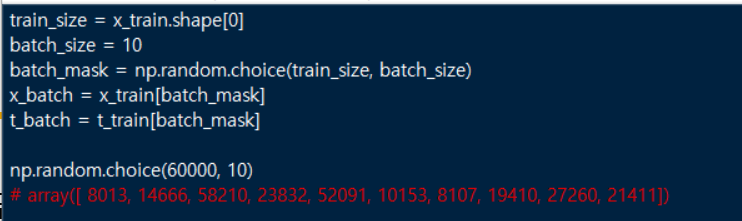 train_size = x_train.shape[0]
batch_size = 10
batch_mask = np.random.choice(train_size, batch_size)
x_batch = x_train[batch_mask]
t_batch = t_train[batch_mask]
np.random.choice(60000, 10)
# array([ 8013, 14666, 58210, 23832, 52091, 10153, 8107, 19410, 27260, 21411])